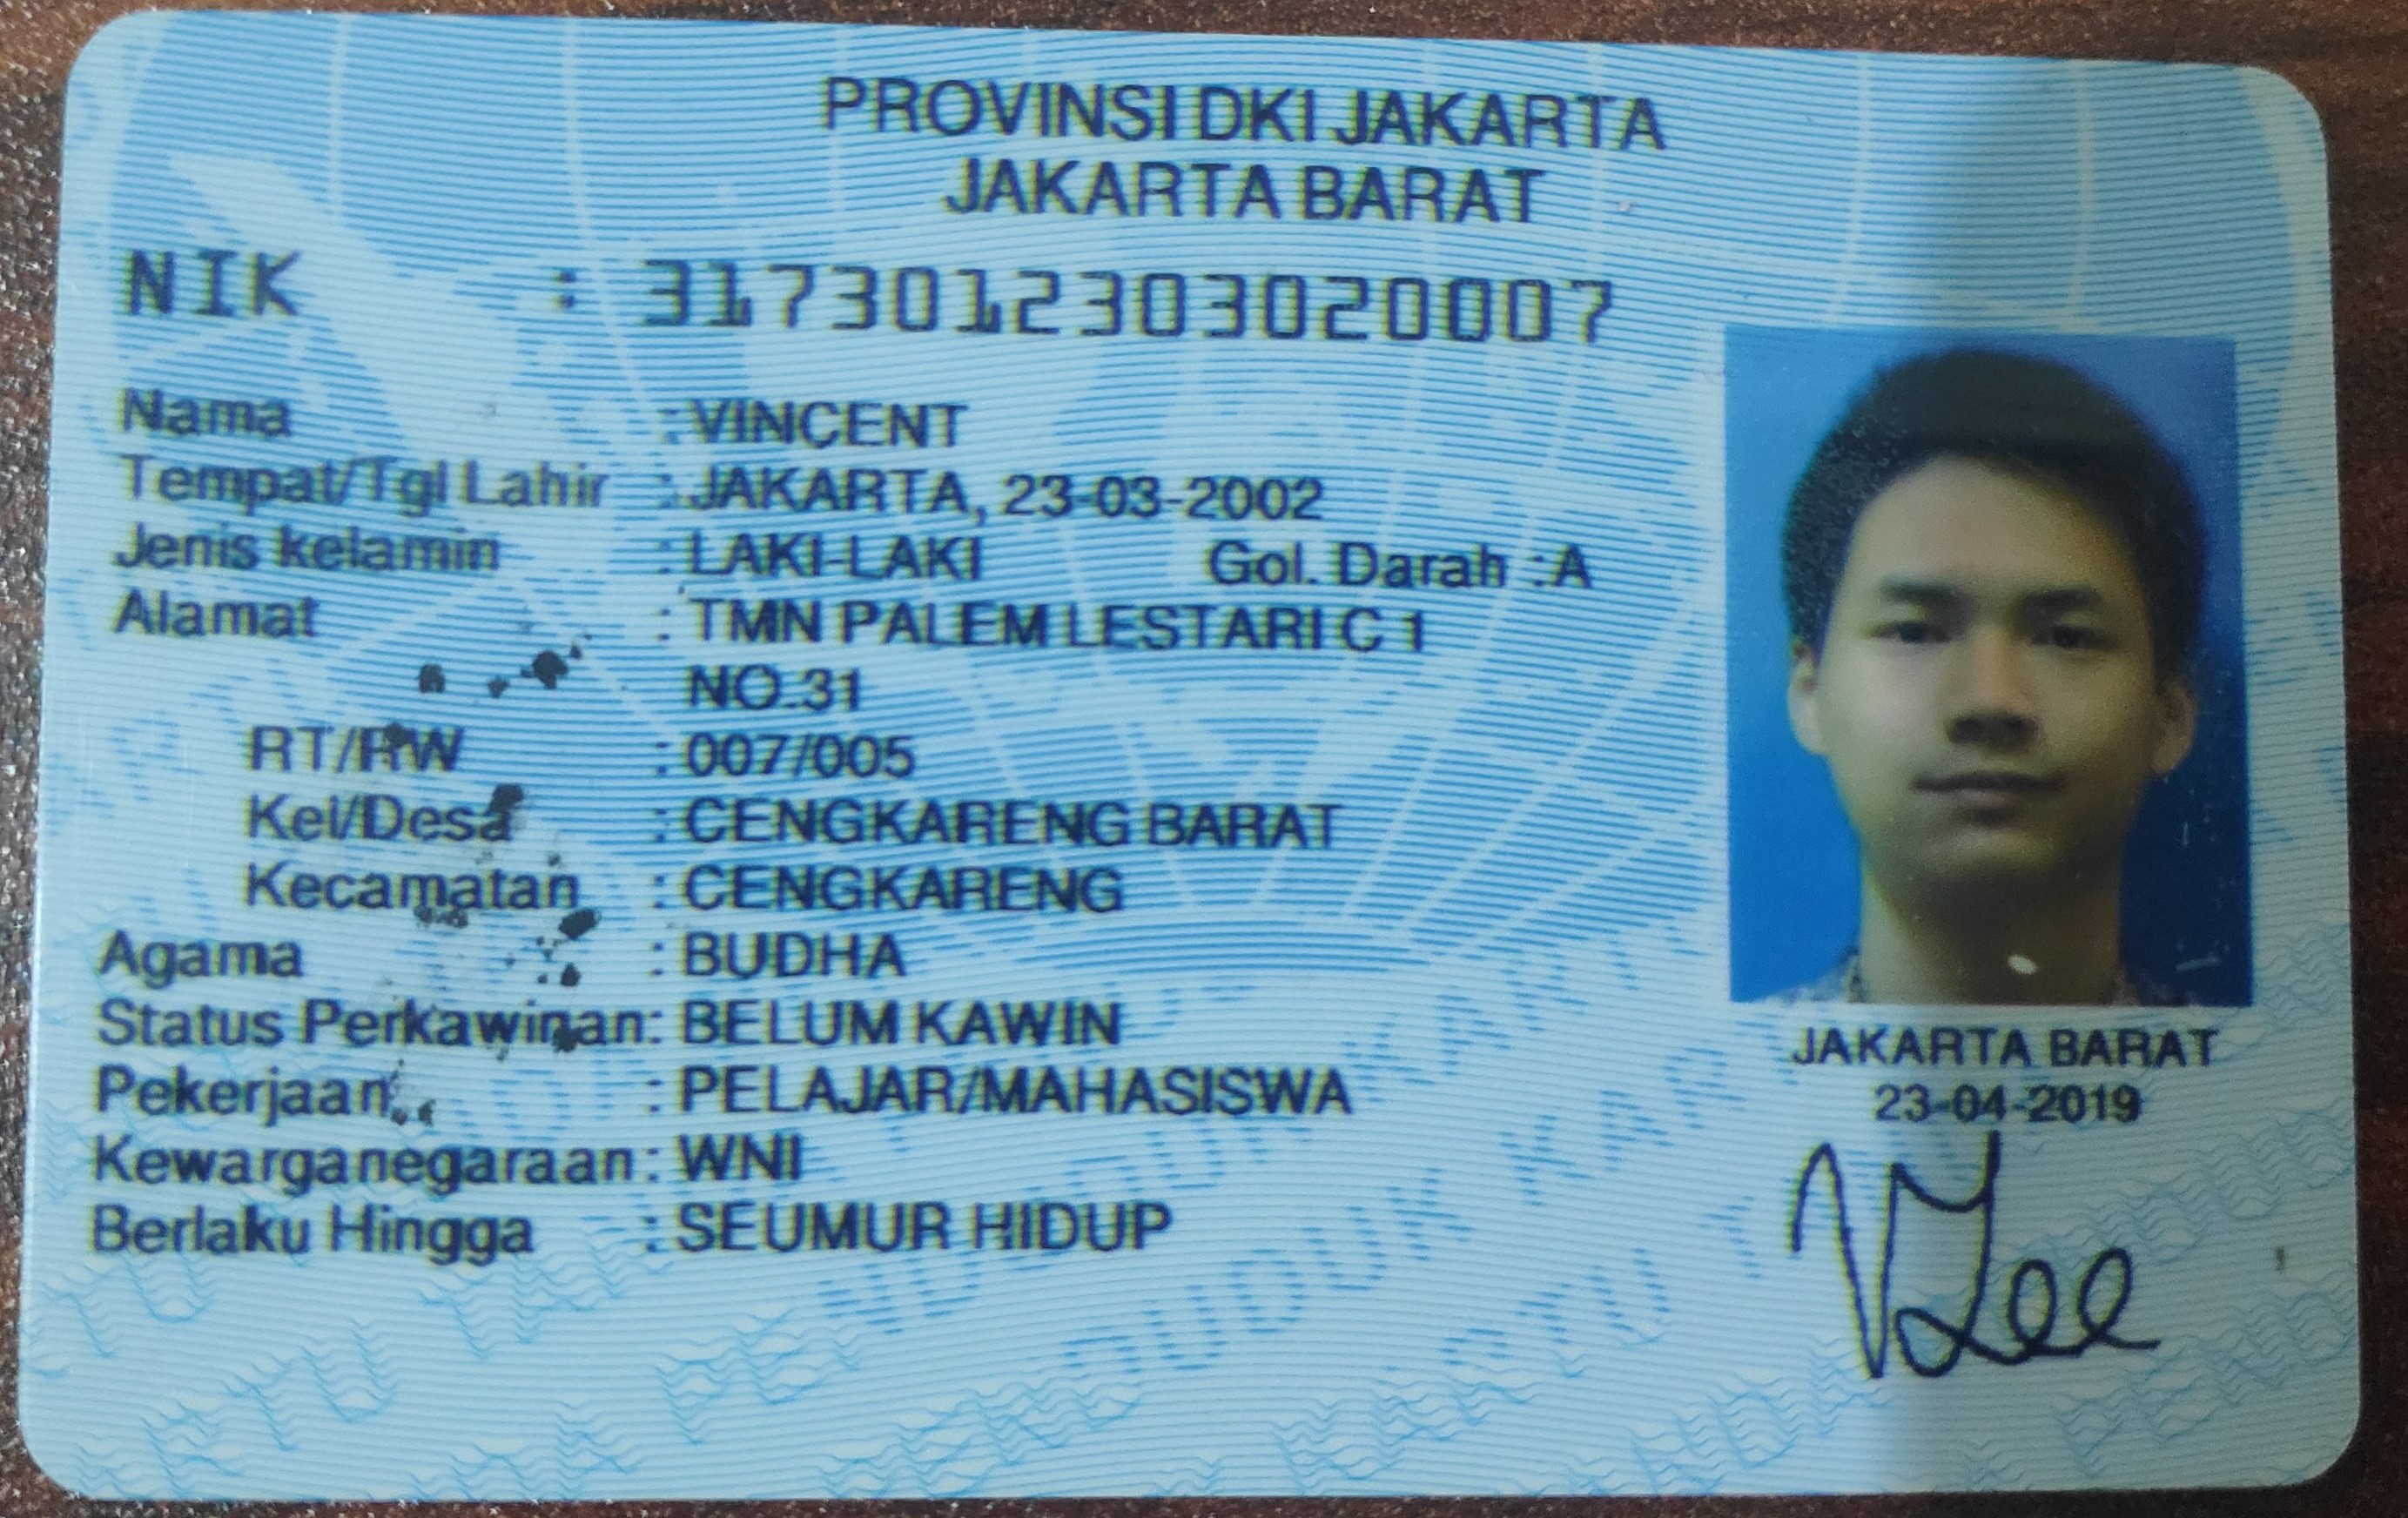 PROVINSI DKI JAKARTA
JAKARTA BARAT
NIK : 3173012303020007
Nama : VINCENT
Tempat/Tgl Lahir : JAKARTA, 23-03-2002
Jenis kelamin : LAKI-LAKI Gol. Darah : A
Alamat : TMN PALEM LESTARI C 1
NO.31
RT/RW : 007/005
Kel/Desa : CENGKARENG BARAT
Kecamatan : CENGKARENG
Agama : BUDHA
Status Perkawinan: BELUM KAWIN
Pekerjaan : PELAJAR/MAHASISWA
Kewarganegaraan: WNI
Berlaku Hingga : SEUMUR HIDUP
JAKARTA BARAT
23-04-2019